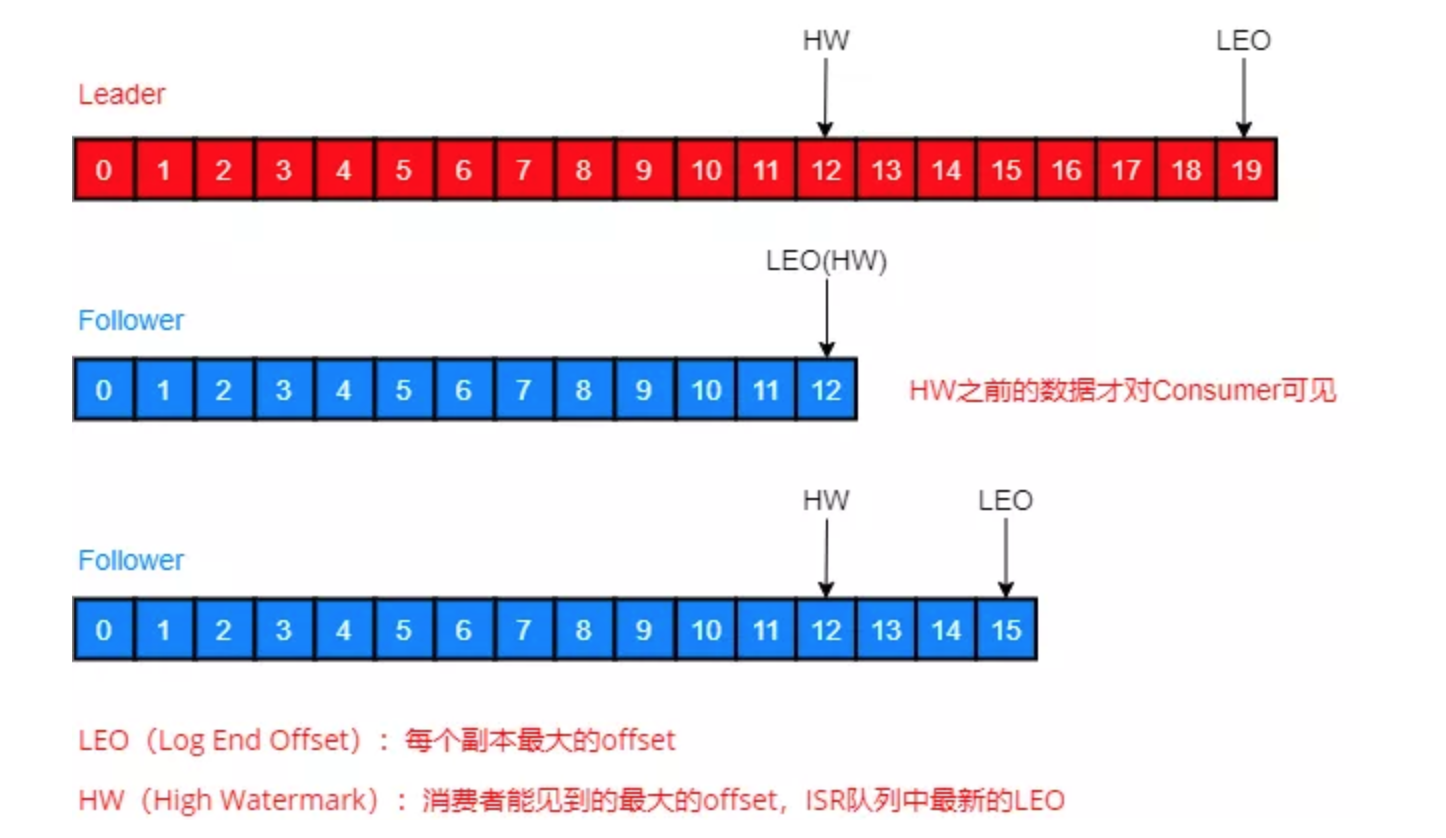 HW LEO
Leader
0 1 2 3 4 5 6 7 8 9 10 11 12 13 14 15 16 17 18 19
LEO(HW)
Follower
0 1 2 3 4 5 6 7 8 9 10 11 12 HW之前的数据才对Consumer可见
HW LEO
Follower
0 1 2 3 4 5 6 7 8 9 10 11 12 13 14 15
LEO（Log End Offset）：每个副本最大的offset
HW（High Watermark）：消费者能见到的最大的offset，ISR队列中最新的LEO